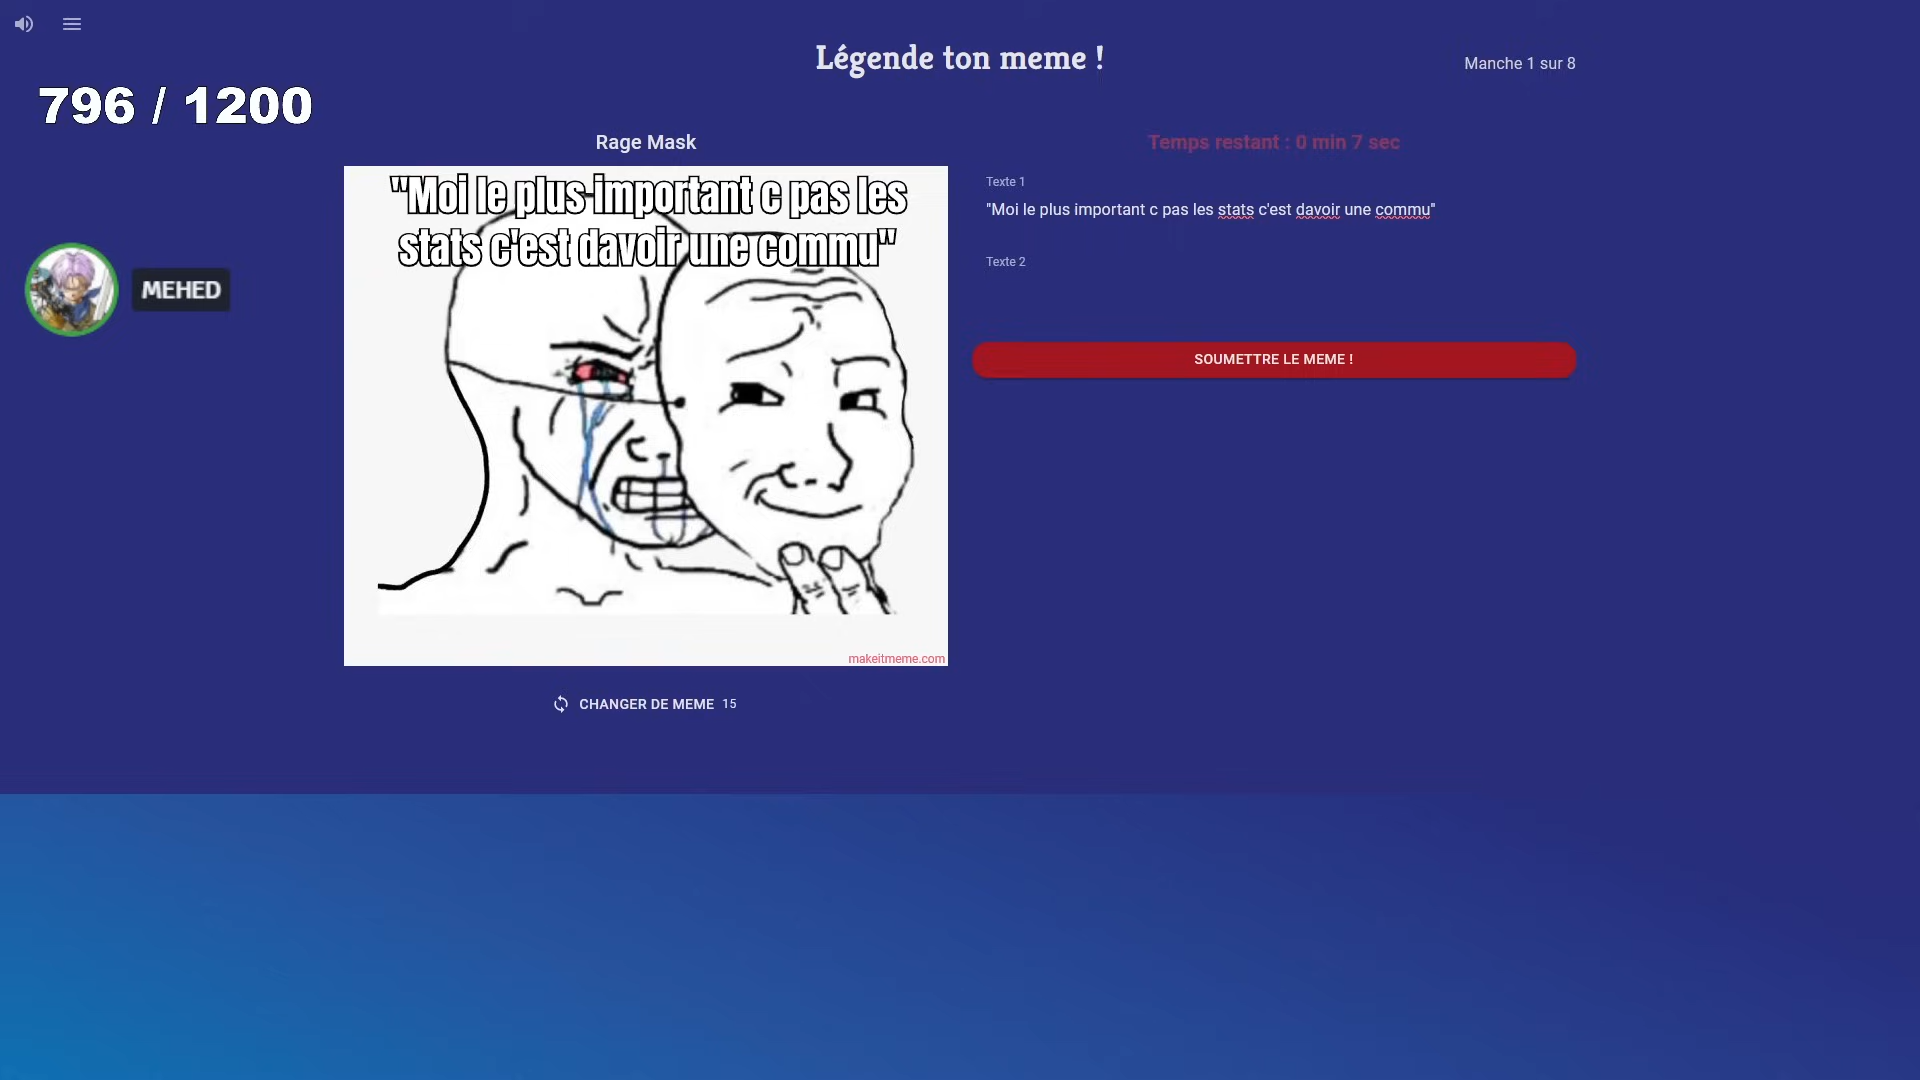 Légende ton meme !
Manche 1 sur 8
796 / 1200
Rage Mask
Temps restant : 0 min 7 sec
"Moi le plus important c pas les
stats c'est davoir une commu"
Texte 1
"Moi le plus important c pas les stats c'est davoir une commu"
Texte 2
MEHED
SOUMETTRE LE MEME !
makeitmeme.com
CHANGER DE MEME 15